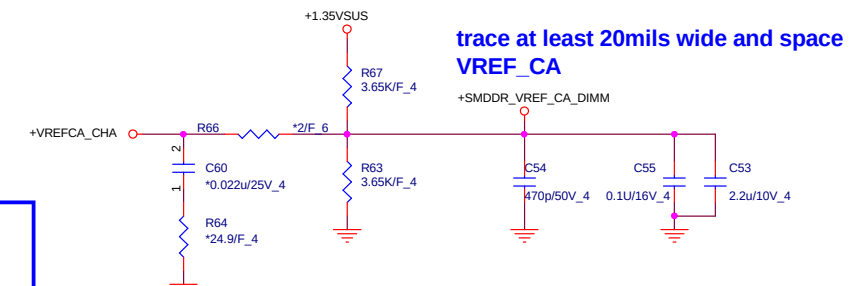 +1.35VSUS
trace at least 20mils wide and space
VREF_CA
R67
3.65K/F_4
+SMDDR_VREF_CA_DIMM
+VREFCA_CHA
R66
*2/F_6
2
C60
1
*0.022u/25V_4
R63
3.65K/F_4
C54
470p/50V_4
C55
0.1U/16V_4
C53
2.2u/10V_4
R64
*24.9/F_4